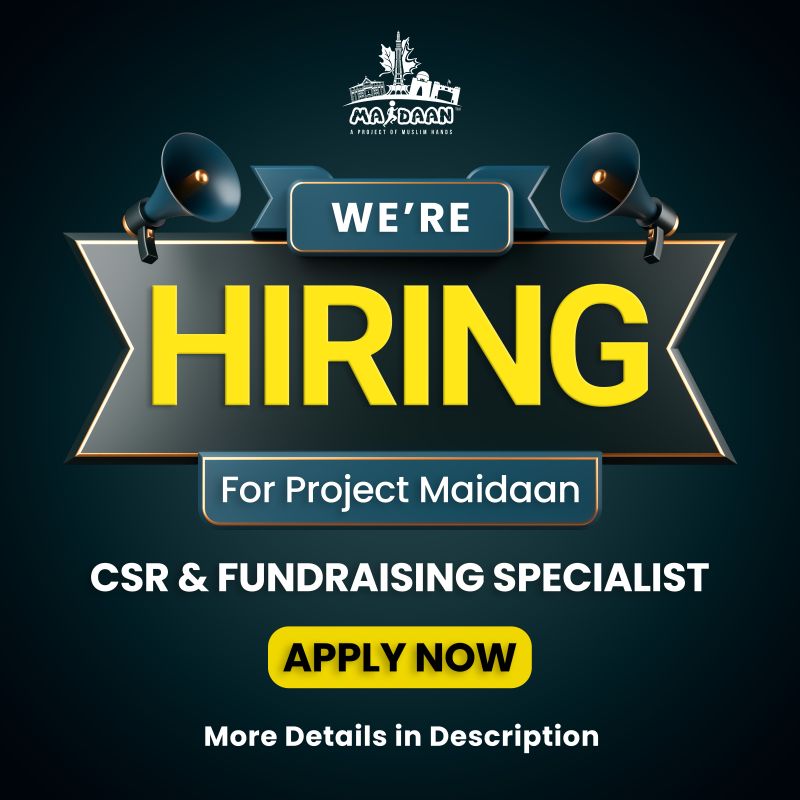 MAIDAAN
A PROJECT OF MUSLIM HANDS
WE'RE
HIRING
For Project Maidaan
CSR & FUNDRAISING SPECIALIST
APPLY NOW
More Details in Description